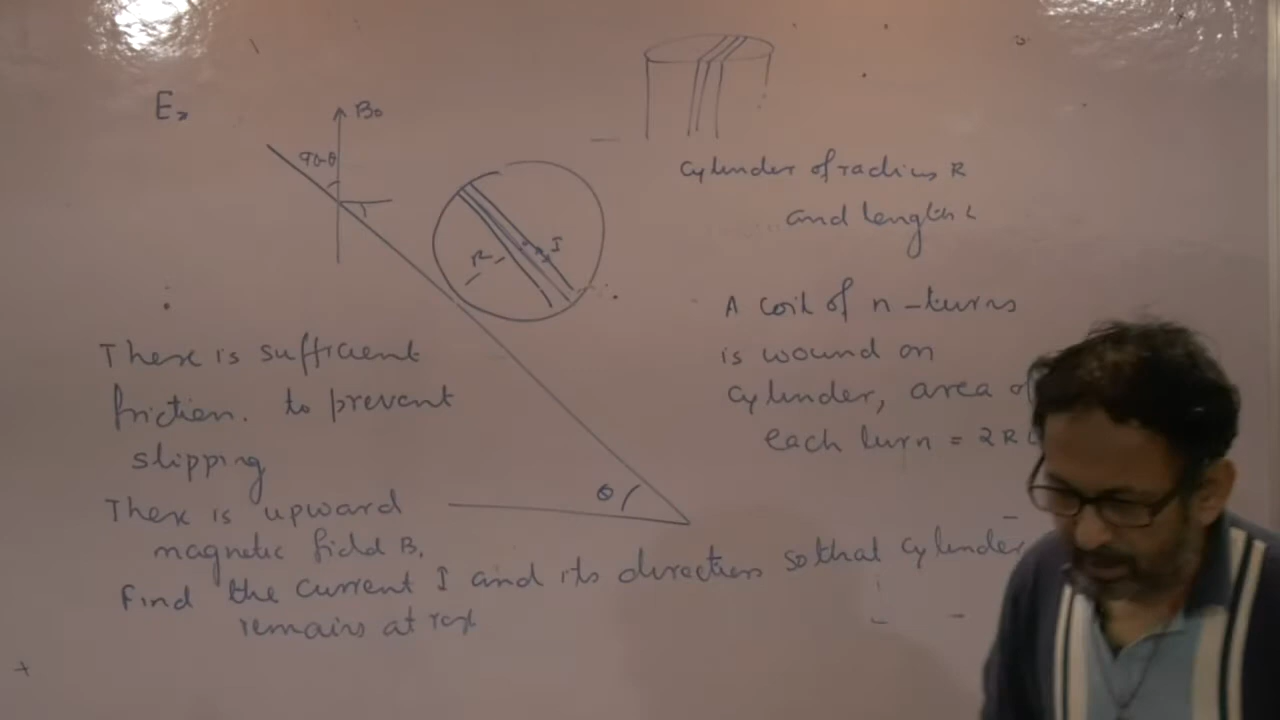 Ex
B₀
90-θ
I
R
θ
Cylinder of radius R
and length L
A coil of n-turns
is wound on
cylinder, area of
each turn = 2RL
There is sufficient
friction. to prevent
slipping
There is upward
magnetic field B.
Find the current I and its direction so that cylinder
remains at rest